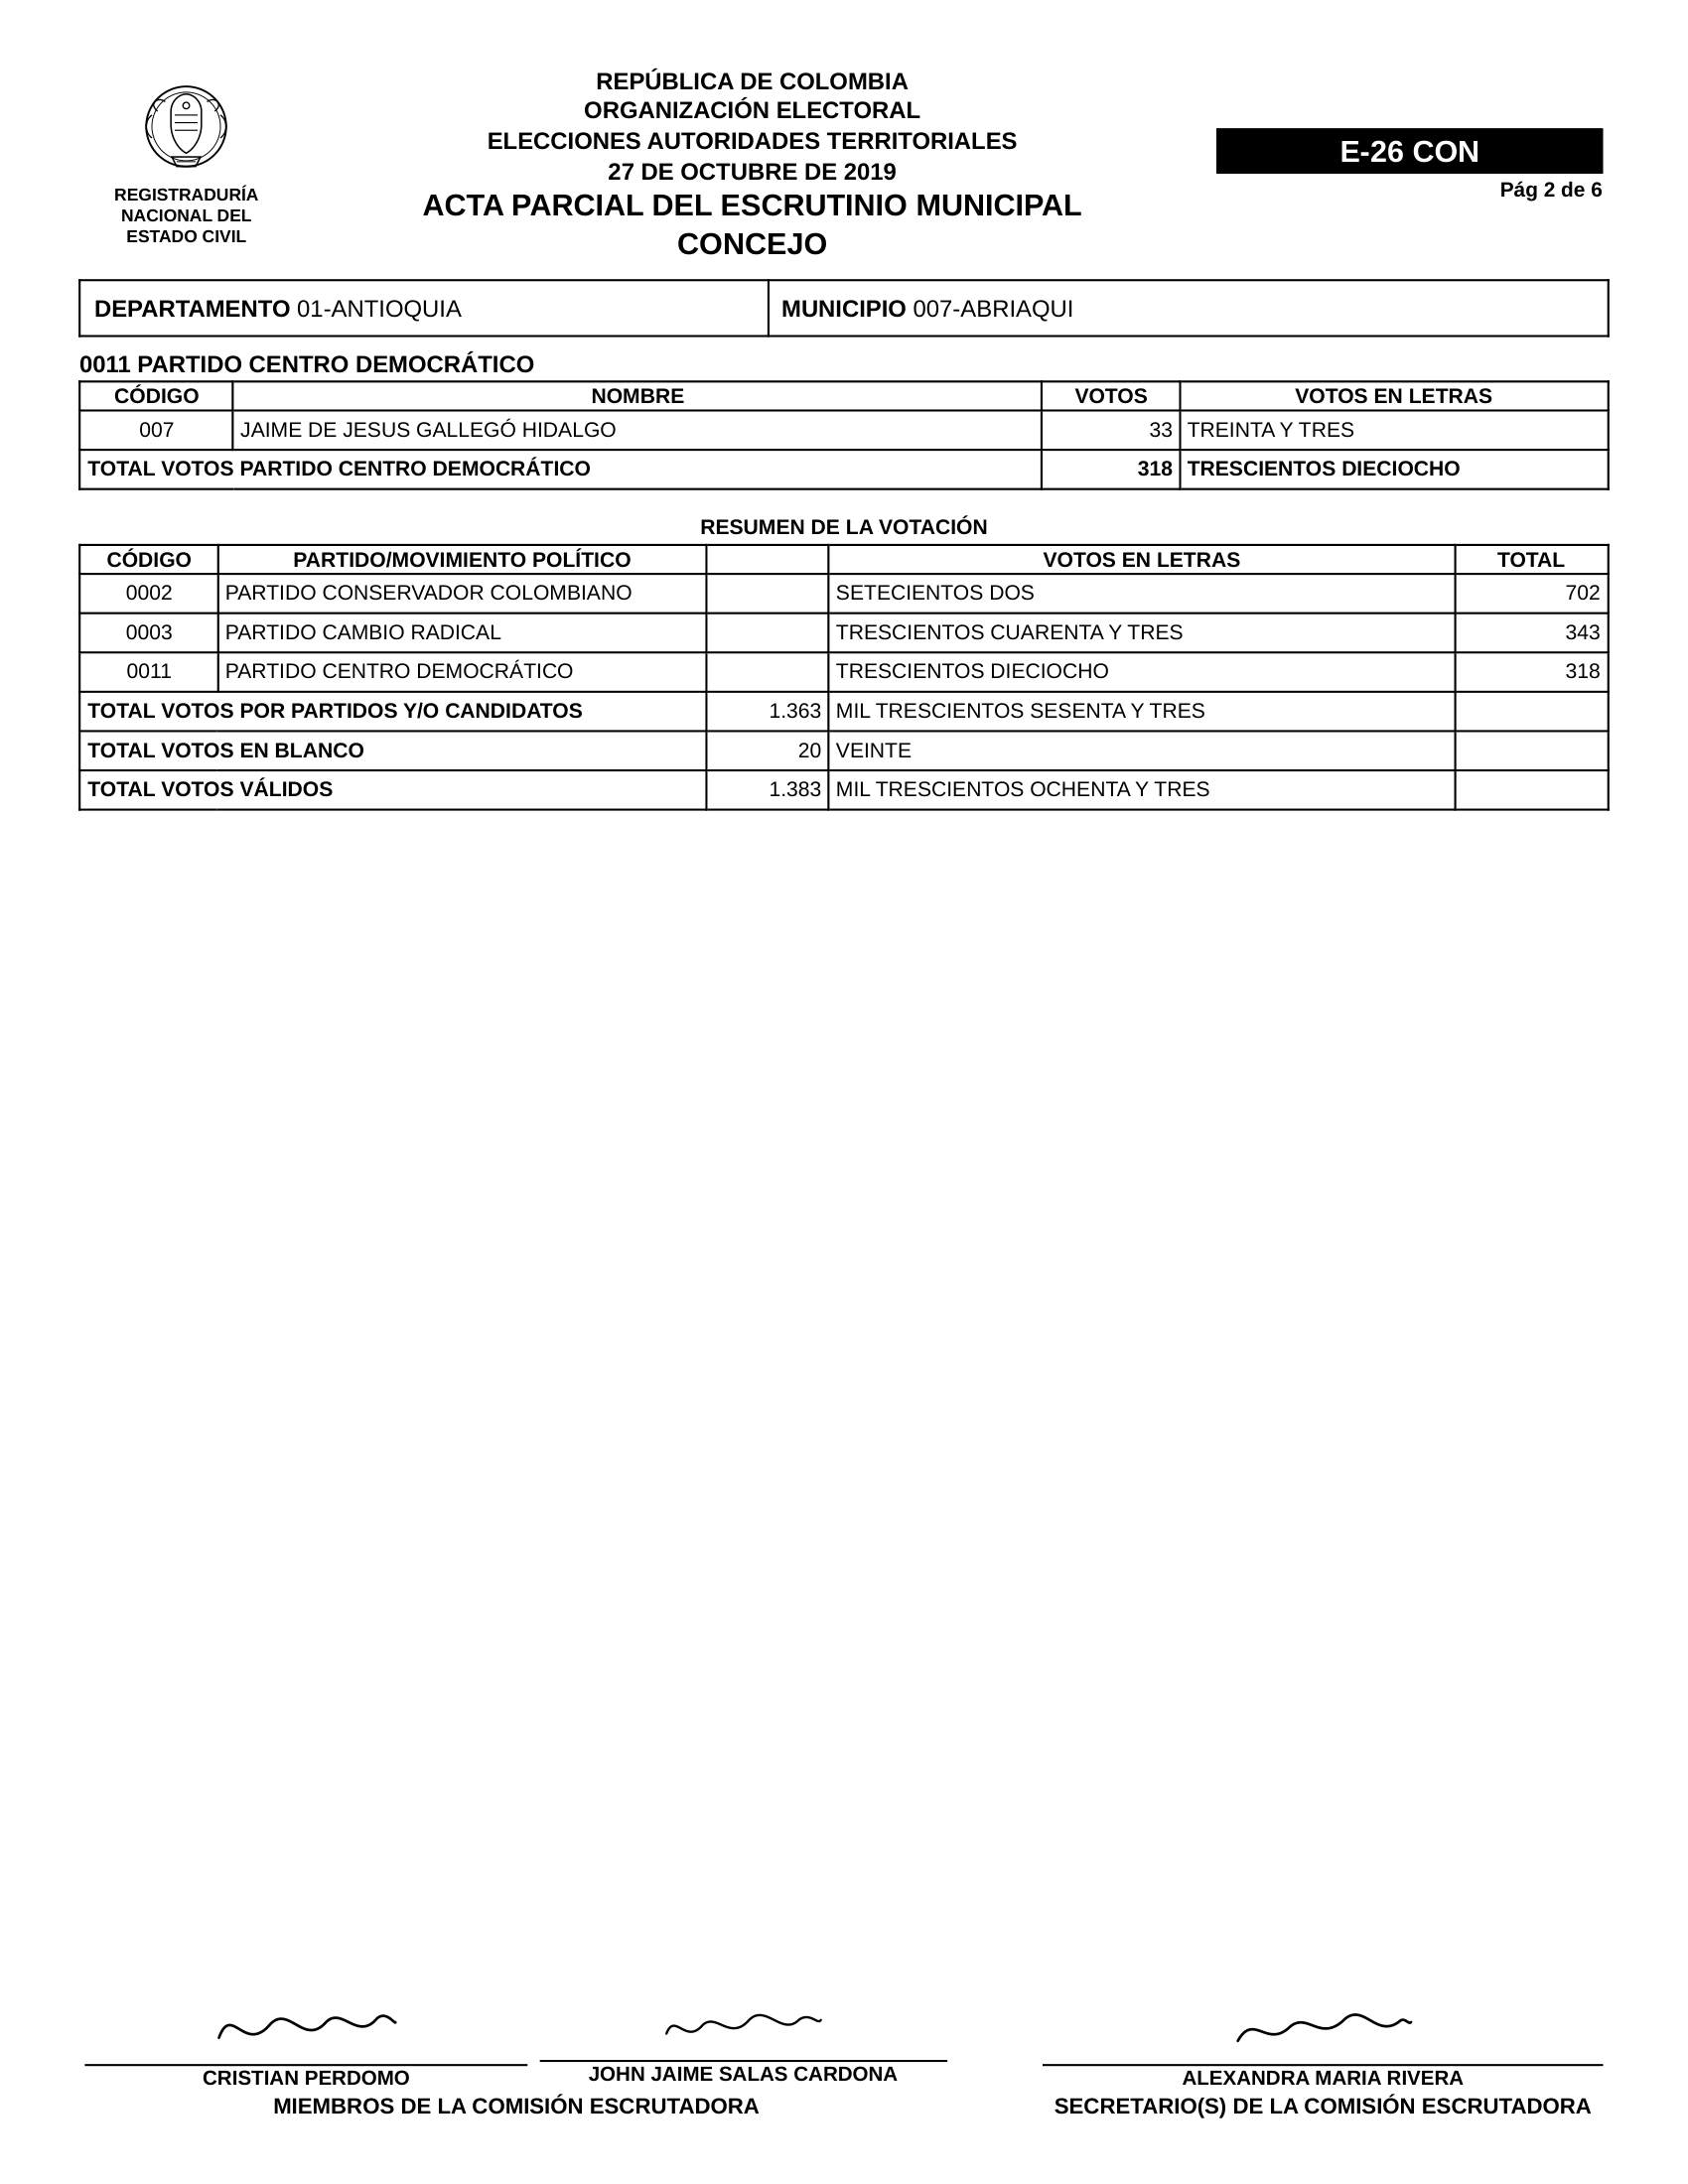 REPÚBLICA DE COLOMBIA
ORGANIZACIÓN ELECTORAL
ELECCIONES AUTORIDADES TERRITORIALES
27 DE OCTUBRE DE 2019
ACTA PARCIAL DEL ESCRUTINIO MUNICIPAL
CONCEJO
REGISTRADURÍA
NACIONAL DEL
ESTADO CIVIL
E-26 CON
Pág 2 de 6
DEPARTAMENTO 01-ANTIOQUIA MUNICIPIO 007-ABRIAQUI
0011 PARTIDO CENTRO DEMOCRÁTICO
CÓDIGO NOMBRE VOTOS VOTOS EN LETRAS
007 JAIME DE JESUS GALLEGÓ HIDALGO 33 TREINTA Y TRES
TOTAL VOTOS PARTIDO CENTRO DEMOCRÁTICO 318 TRESCIENTOS DIECIOCHO
RESUMEN DE LA VOTACIÓN
CÓDIGO PARTIDO/MOVIMIENTO POLÍTICO VOTOS EN LETRAS TOTAL
0002 PARTIDO CONSERVADOR COLOMBIANO SETECIENTOS DOS 702
0003 PARTIDO CAMBIO RADICAL TRESCIENTOS CUARENTA Y TRES 343
0011 PARTIDO CENTRO DEMOCRÁTICO TRESCIENTOS DIECIOCHO 318
TOTAL VOTOS POR PARTIDOS Y/O CANDIDATOS 1.363 MIL TRESCIENTOS SESENTA Y TRES
TOTAL VOTOS EN BLANCO 20 VEINTE
TOTAL VOTOS VÁLIDOS 1.383 MIL TRESCIENTOS OCHENTA Y TRES
CRISTIAN PERDOMO JOHN JAIME SALAS CARDONA ALEXANDRA MARIA RIVERA
MIEMBROS DE LA COMISIÓN ESCRUTADORA SECRETARIO(S) DE LA COMISIÓN ESCRUTADORA